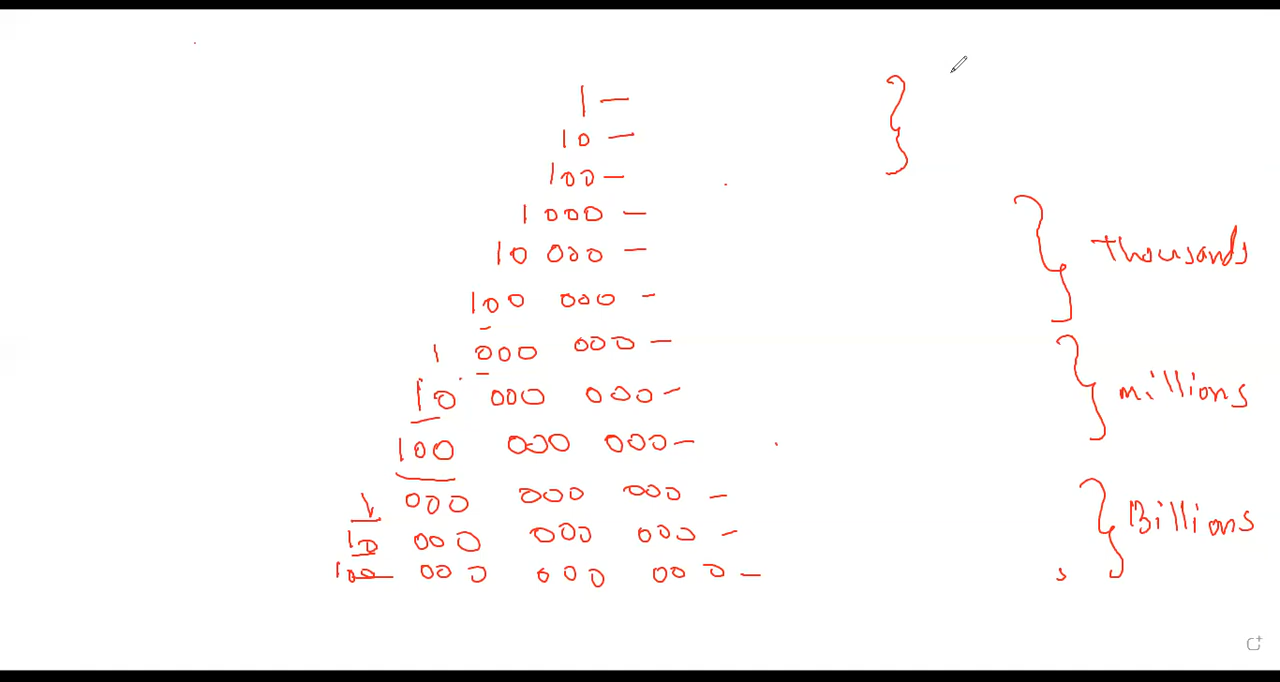 1 —
10 —
100 —
1 000 —
10 000 —
100 000 -
thousands
1 000 000 —
10 000 000 -
millions
100 000 000 -
1 000 000 000 -
Billions
10 000 000 000 -
100 000 000 000 -